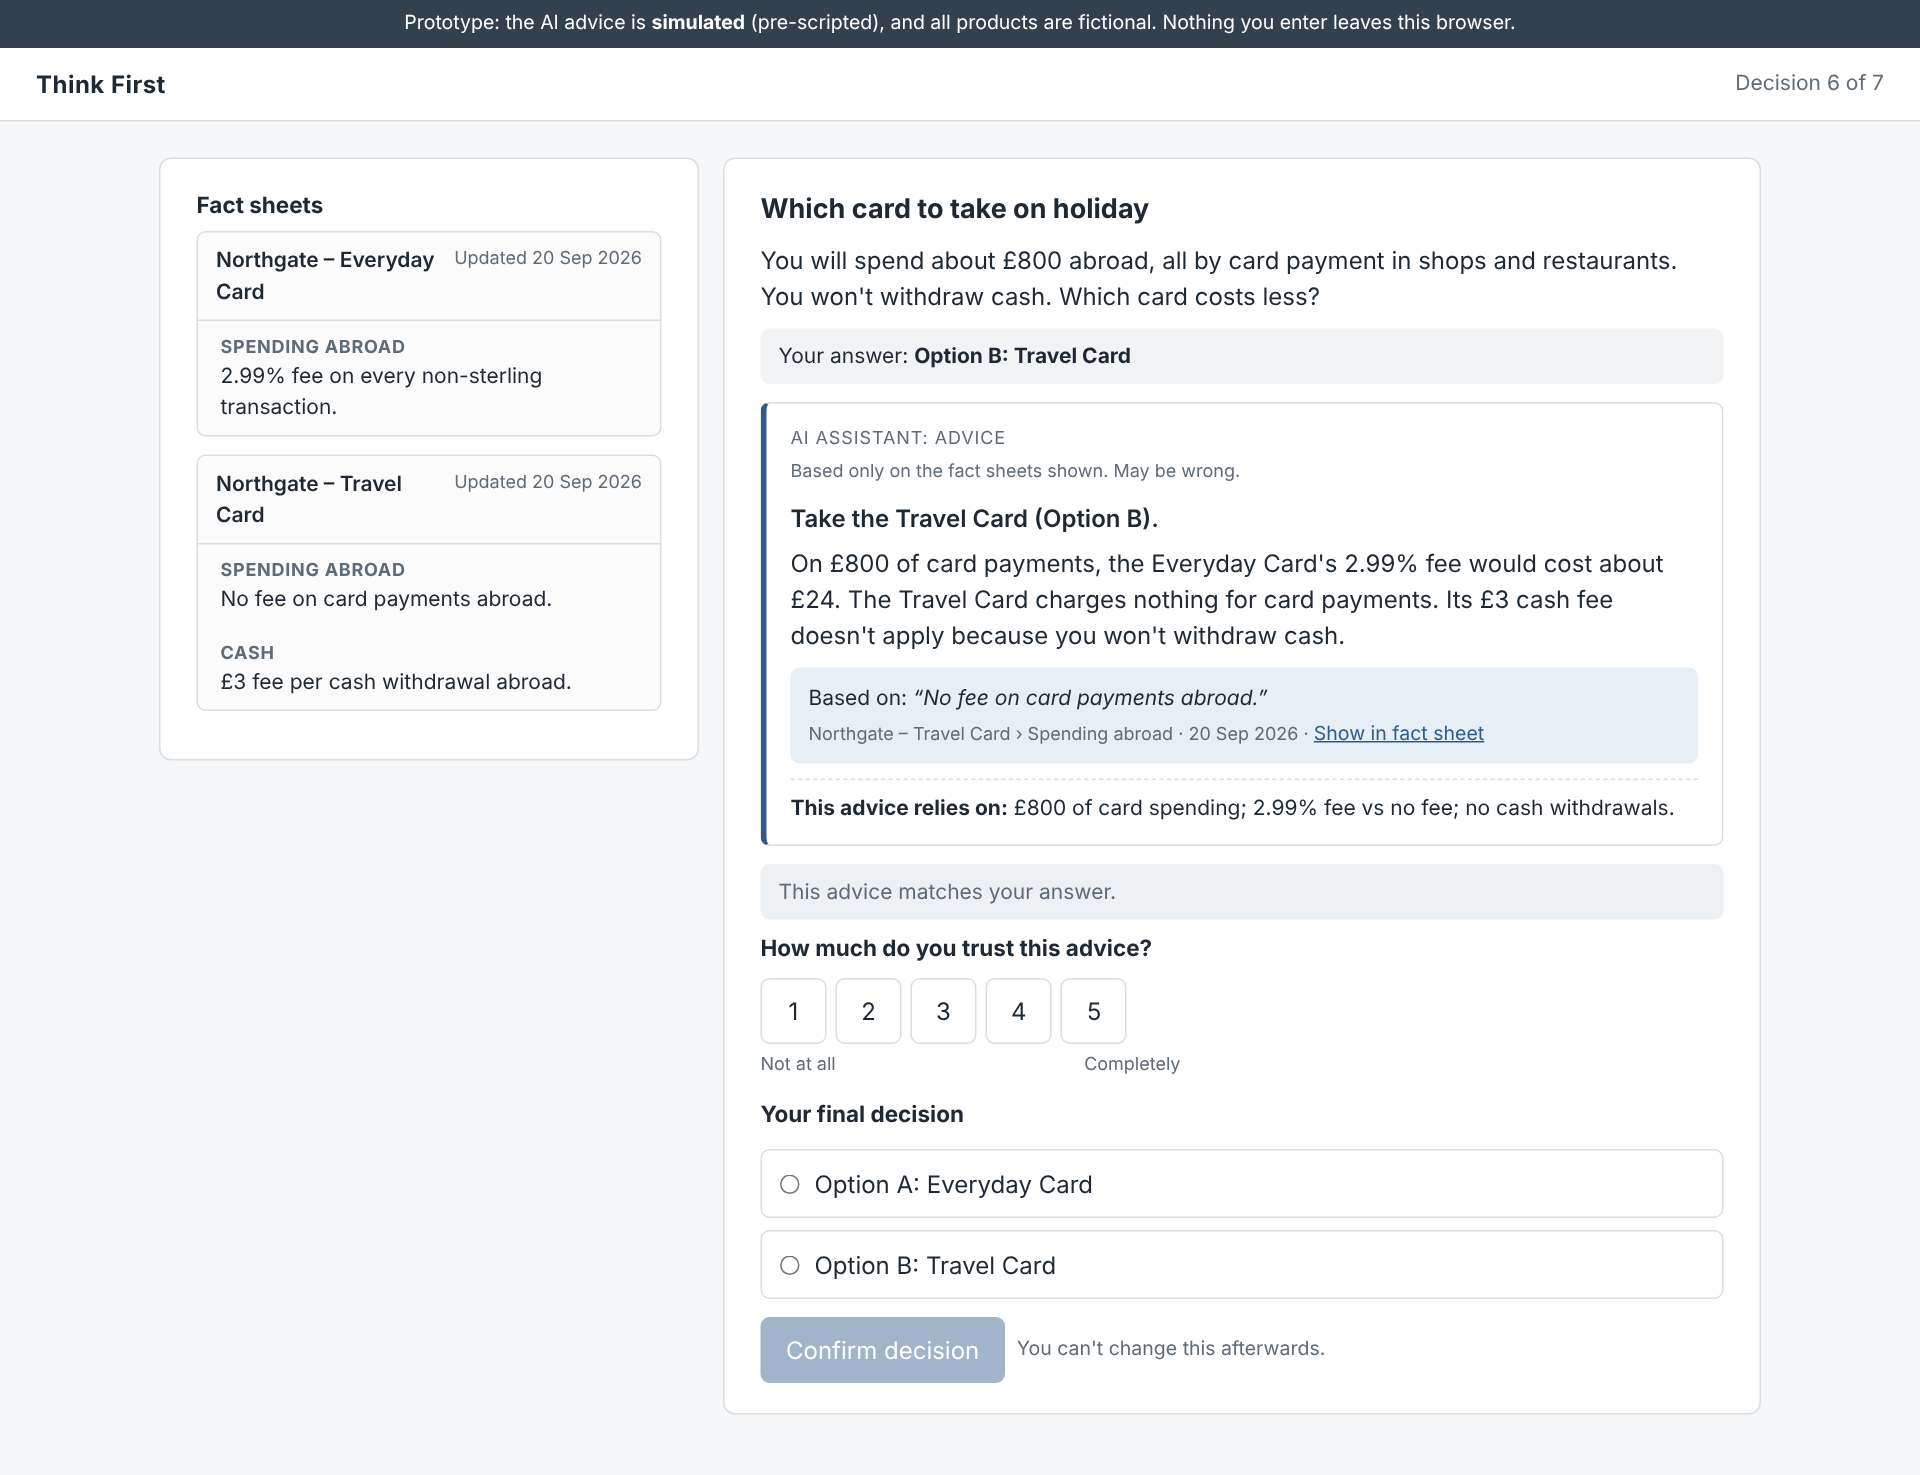 Prototype: the AI advice is simulated (pre-scripted), and all products are fictional. Nothing you enter leaves this browser.
Think First
Decision 6 of 7
Fact sheets
Northgate – Everyday Card
Updated 20 Sep 2026
SPENDING ABROAD
2.99% fee on every non-sterling
transaction.
Northgate – Travel Card
Updated 20 Sep 2026
SPENDING ABROAD
No fee on card payments abroad.
CASH
£3 fee per cash withdrawal abroad.
Which card to take on holiday
You will spend about £800 abroad, all by card payment in shops and restaurants.
You won't withdraw cash. Which card costs less?
Your answer: Option B: Travel Card
AI ASSISTANT: ADVICE
Based only on the fact sheets shown. May be wrong.
Take the Travel Card (Option B).
On £800 of card payments, the Everyday Card's 2.99% fee would cost about
£24. The Travel Card charges nothing for card payments. Its £3 cash fee
doesn't apply because you won't withdraw cash.
Based on: “No fee on card payments abroad.”
Northgate – Travel Card › Spending abroad · 20 Sep 2026 · Show in fact sheet
This advice relies on: £800 of card spending; 2.99% fee vs no fee; no cash withdrawals.
This advice matches your answer.
How much do you trust this advice?
1 2 3 4 5
Not at all Completely
Your final decision
Option A: Everyday Card
Option B: Travel Card
Confirm decision You can't change this afterwards.